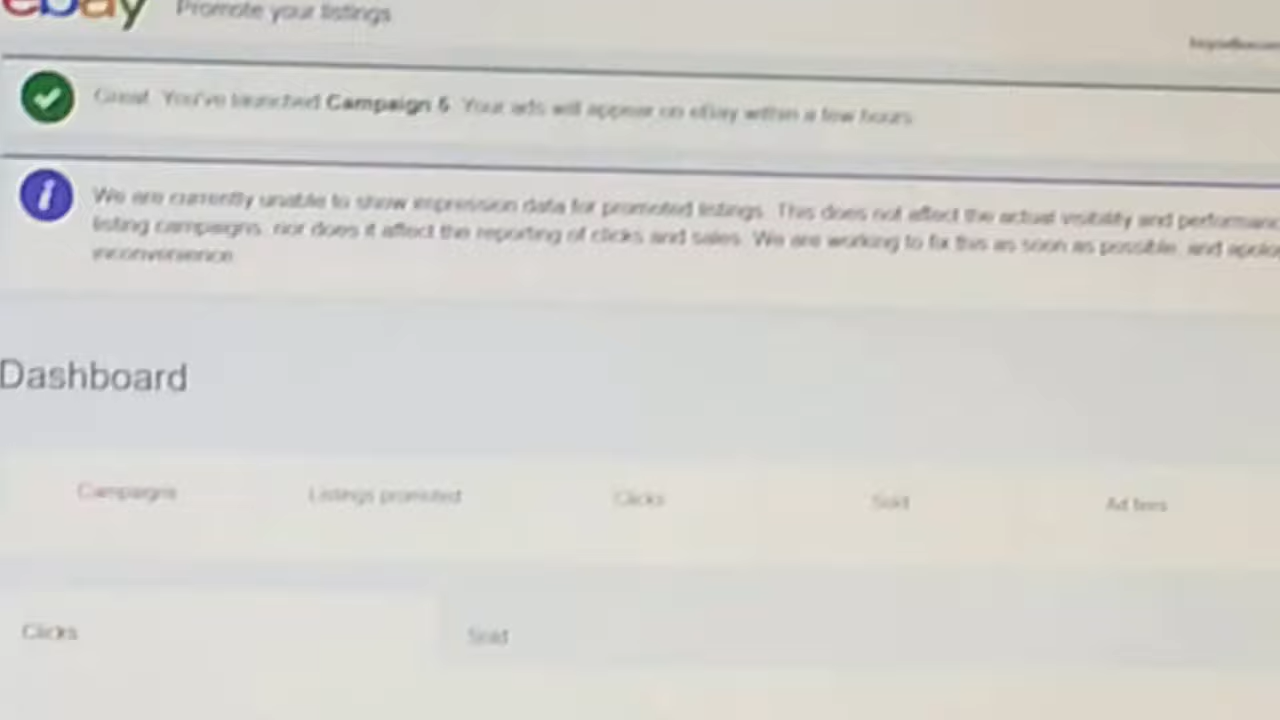 ebay Promote your listings
Great. You've launched Campaign 6. Your ads will appear on eBay within a few hours
We are currently unable to show impression data for promoted listings. This does not affect the actual visibility and
listing campaigns, nor does it affect the reporting of clicks and sales. We are working to fix this as soon as possible, and
inconvenience
Dashboard
Campaigns Listings promoted Clicks Sold Ad fees
Clicks Sold